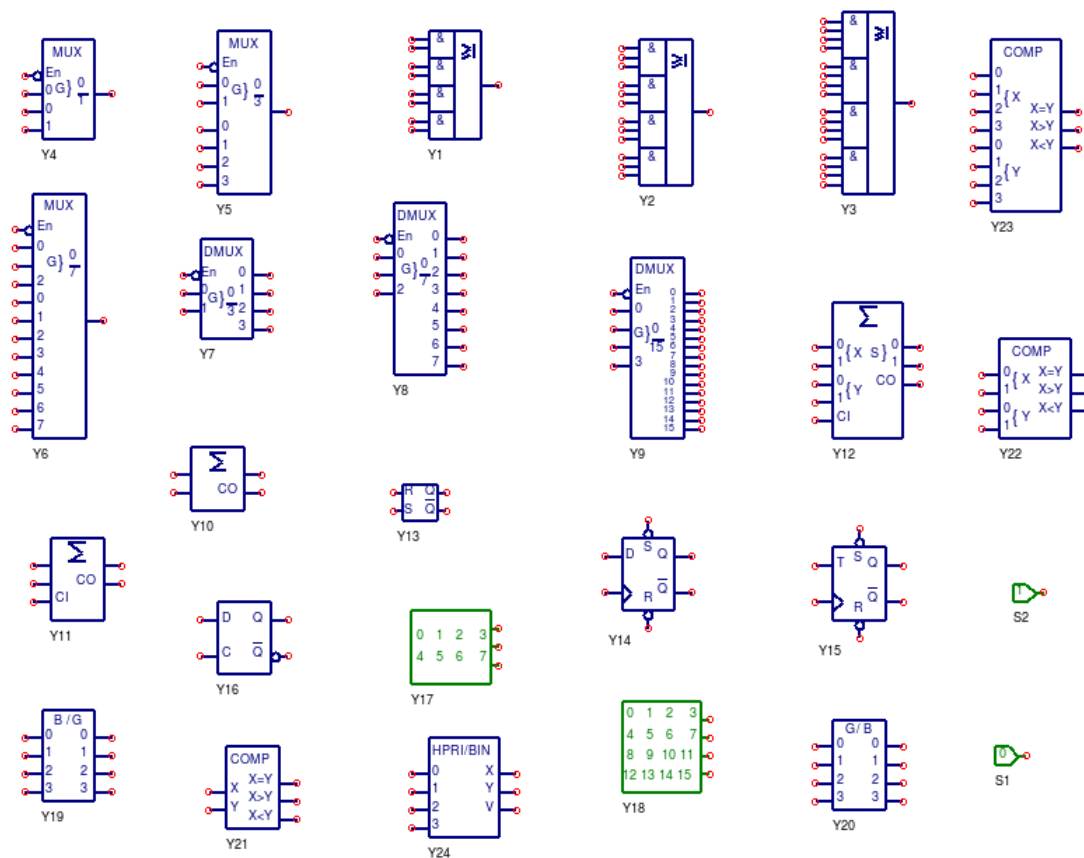 MUX
En
G} 0/1
0
0
1
Y4
MUX
En
0
1
G} 0/3
0
1
2
3
Y5
&
&
&
&
Y1
&
&
&
&
Y2
&
&
&
&
Y3
COMP
0
1
2
3
{X
0
1
2
3
{Y
X=Y
X>Y
X<Y
Y23
MUX
En
0
G} 0/7
2
0
1
2
3
4
5
6
7
Y6
DMUX
En
0
1
G} 0/3
0
1
2
3
Y7
DMUX
En
0
G} 0/7
2
0
1
2
3
4
5
6
7
Y8
DMUX
En
0
G} 0/15
3
0
1
2
3
4
5
6
7
8
9
10
11
12
13
14
15
Y9
Σ
0
1
{X
0
1
{Y
CI
S}
0
1
CO
Y12
COMP
0
1
{X
0
1
{Y
X=Y
X>Y
X<Y
Y22
Σ
CO
Y10
R Q
S Q̅
Y13
Σ
CO
CI
Y11
S
D Q
Q̅
R
Y14
S
T Q
Q̅
R
Y15
1
S2
D Q
C Q̅
Y16
0 1 2 3
4 5 6 7
Y17
0 1 2 3
4 5 6 7
8 9 10 11
12 13 14 15
Y18
B/G
0 0
1 1
2 2
3 3
Y19
COMP
X=Y
X X>Y
Y X<Y
Y21
HPRI/BIN
0 X
1 Y
2 V
3
Y24
G/B
0 0
1 1
2 2
3 3
Y20
0
S1